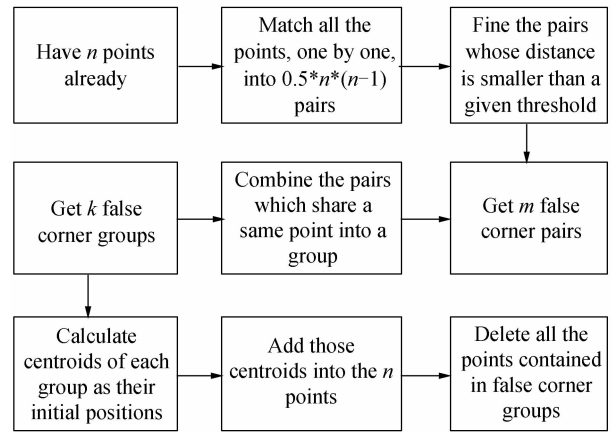 Have n points
already
Match all the
points, one by one,
into 0.5*n*(n−1)
pairs
Fine the pairs
whose distance
is smaller than a
given threshold
Get k false
corner groups
Combine the pairs
which share a
same point into a
group
Get m false
corner pairs
Calculate
centroids of each
group as their
initial positions
Add those
centroids into the n
points
Delete all the
points contained
in false corner
groups